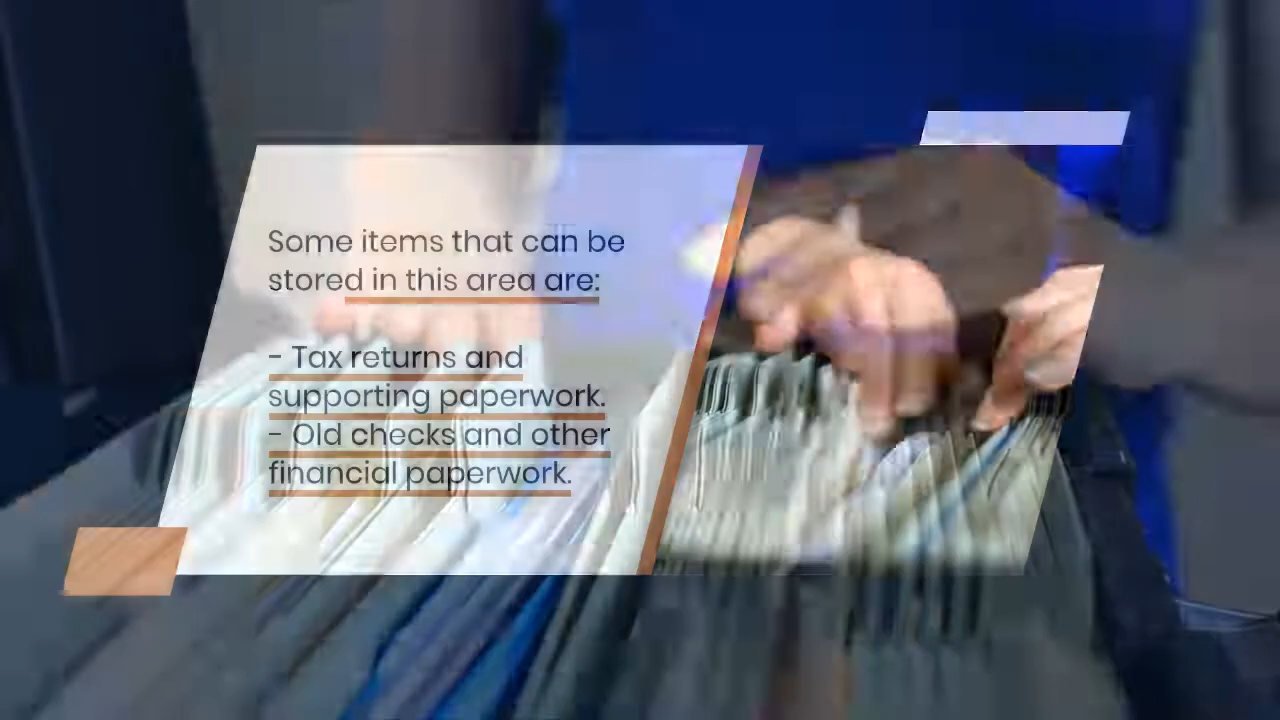 Some items that can be
stored in this area are:
- Tax returns and
supporting paperwork.
- Old checks and other
financial paperwork.